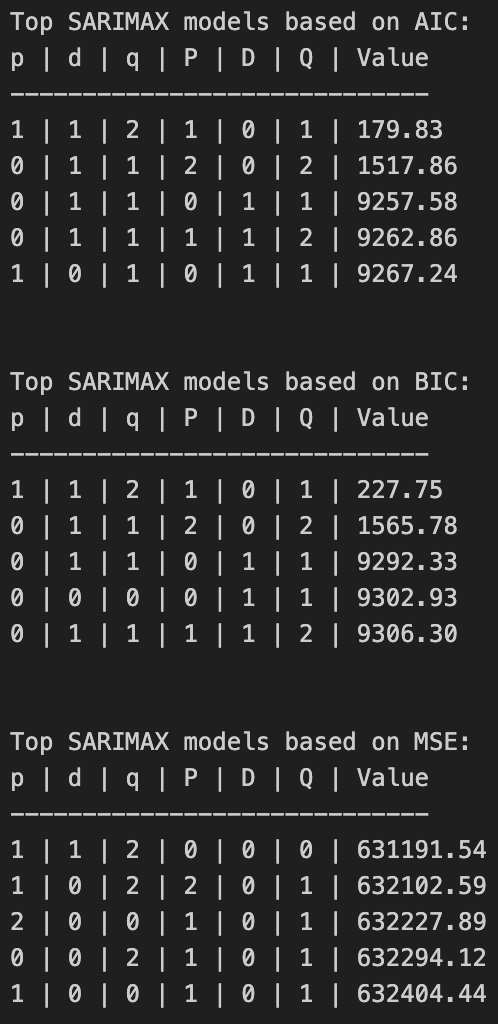 Top SARIMAX models based on AIC:
p | d | q | P | D | Q | Value
-----------------------------
1 | 1 | 2 | 1 | 0 | 1 | 179.83
0 | 1 | 1 | 2 | 0 | 2 | 1517.86
0 | 1 | 1 | 0 | 1 | 1 | 9257.58
0 | 1 | 1 | 1 | 1 | 2 | 9262.86
1 | 0 | 1 | 0 | 1 | 1 | 9267.24
Top SARIMAX models based on BIC:
p | d | q | P | D | Q | Value
-----------------------------
1 | 1 | 2 | 1 | 0 | 1 | 227.75
0 | 1 | 1 | 2 | 0 | 2 | 1565.78
0 | 1 | 1 | 0 | 1 | 1 | 9292.33
0 | 0 | 0 | 0 | 1 | 1 | 9302.93
0 | 1 | 1 | 1 | 1 | 2 | 9306.30
Top SARIMAX models based on MSE:
p | d | q | P | D | Q | Value
-----------------------------
1 | 1 | 2 | 0 | 0 | 0 | 631191.54
1 | 0 | 2 | 2 | 0 | 1 | 632102.59
2 | 0 | 0 | 1 | 0 | 1 | 632227.89
0 | 0 | 2 | 1 | 0 | 1 | 632294.12
1 | 0 | 0 | 1 | 0 | 1 | 632404.44